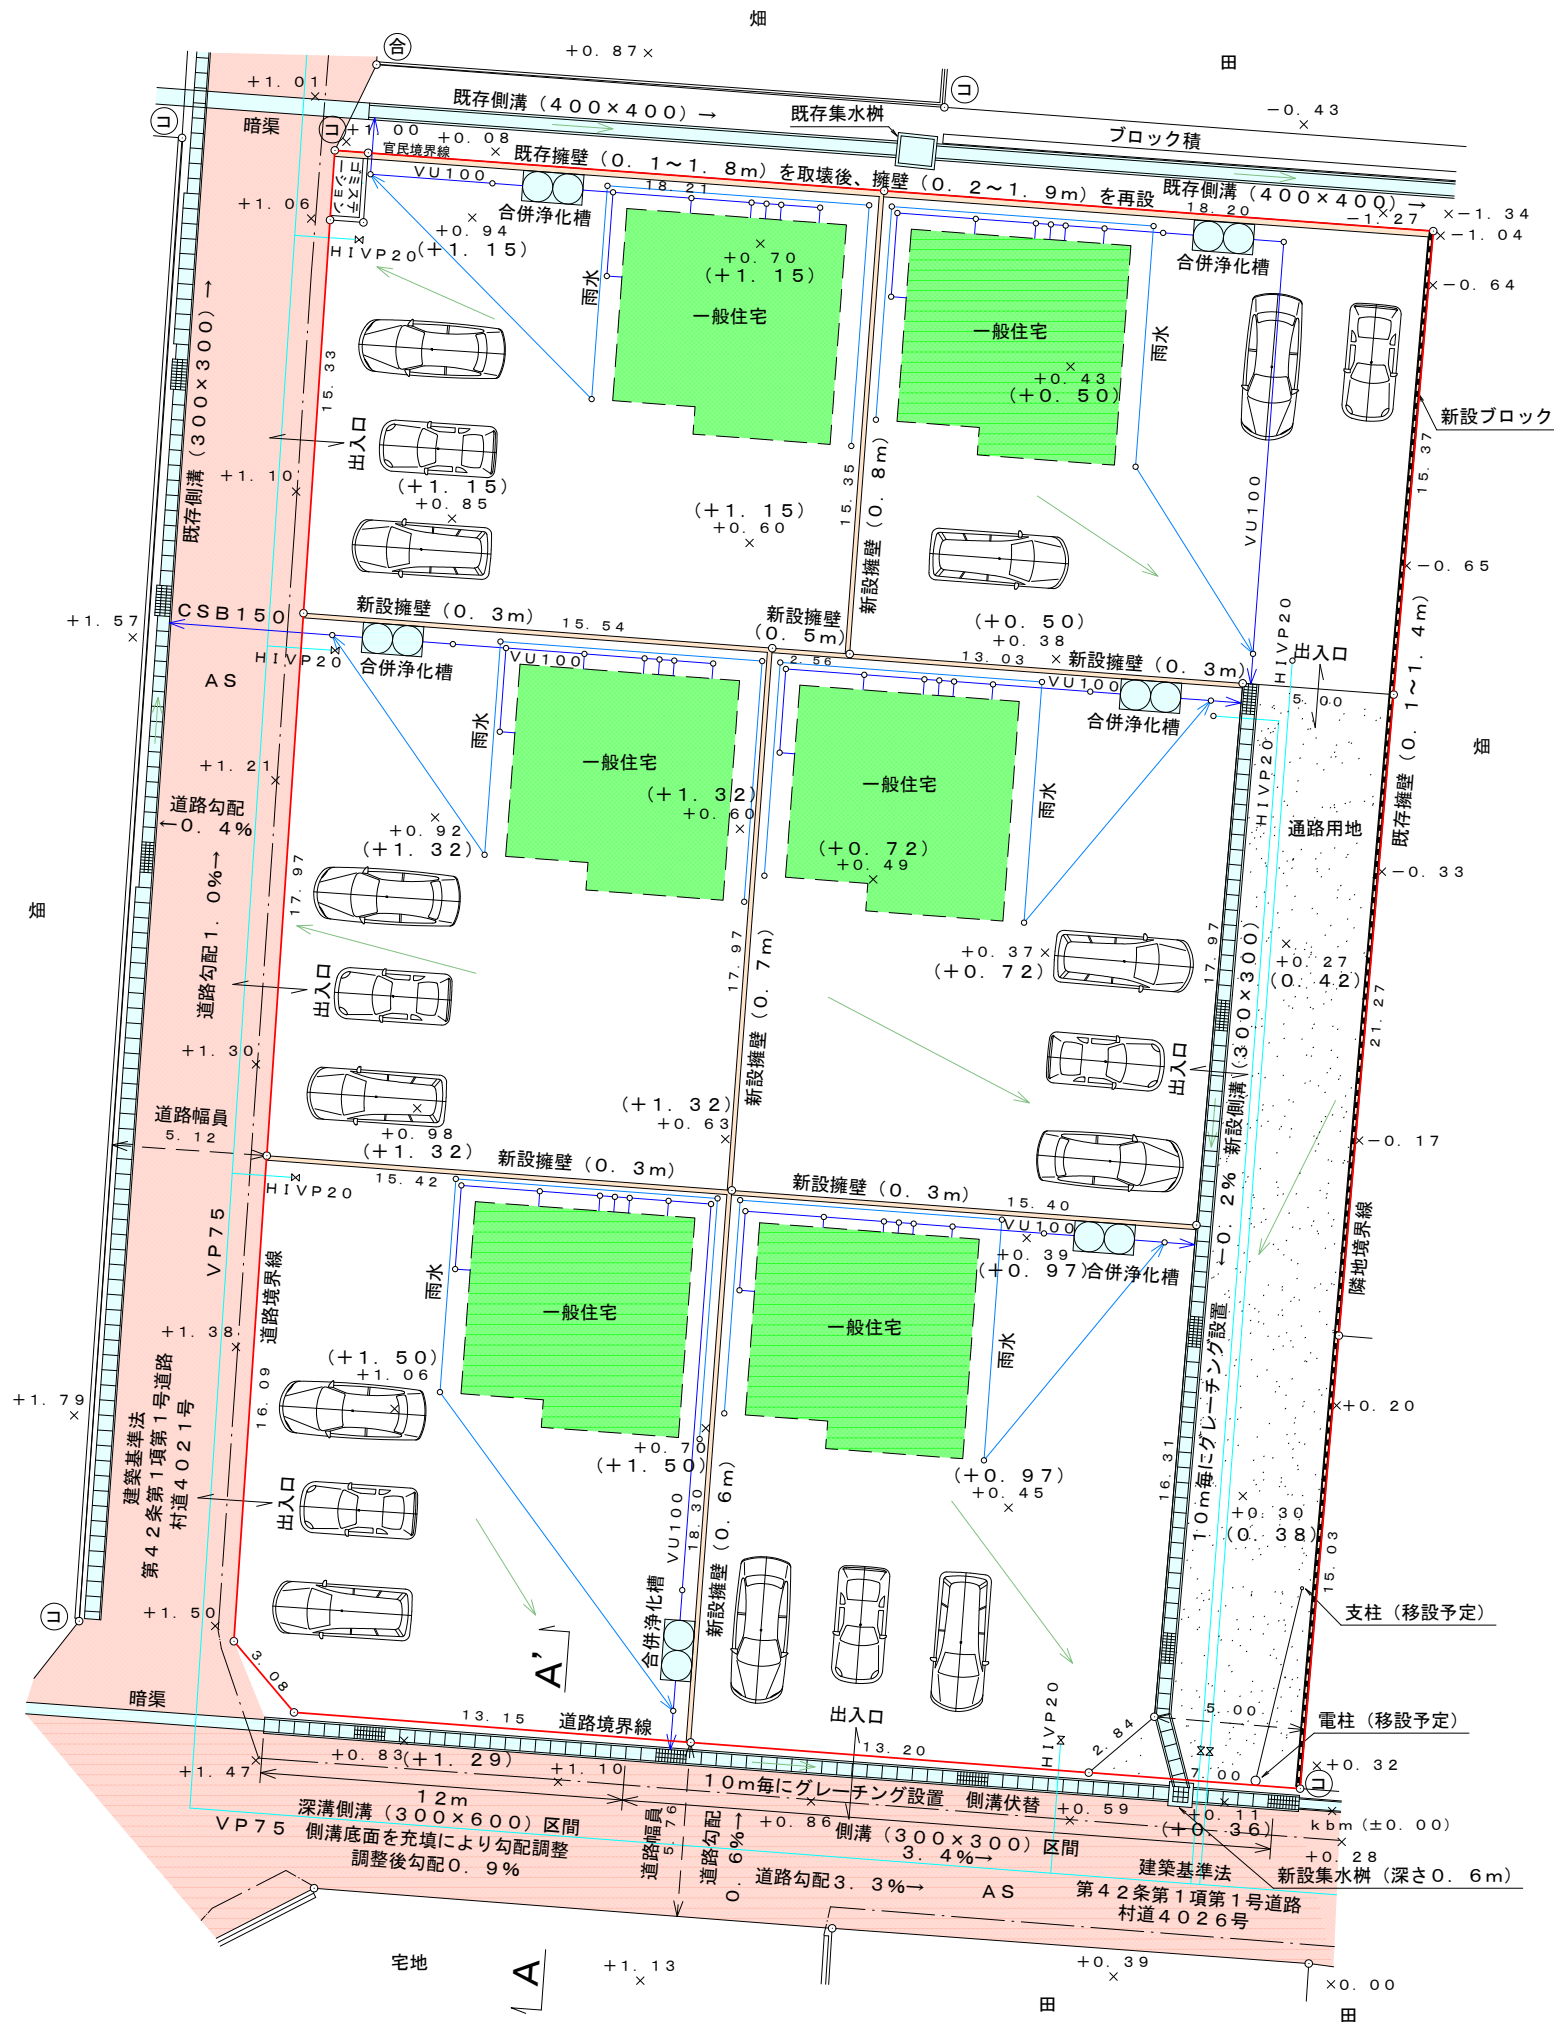 畑
合
+0.87
田
コ
+1.01
既存側溝（400×400）→
既存集水桝
−0.43
コ
暗渠
コ
+1.00
+0.08
ブロック積
官民境界線
既存擁壁（0.1～1.8m）を取壊後、擁壁（0.2～1.9m）を再設
既存側溝（400×400）→
ゴミステ
ーション
VU100
18.21
18.20
−1.27
−1.34
−1.04
+1.06
合併浄化槽
+0.94
(+1.15)
HIVP20
+0.70
(+1.15)
合併浄化槽
−0.64
雨水
一般住宅
一般住宅
雨水
既存側溝（300×300）→
15.33
+0.43
(+0.50)
新設ブロック
出入口
15.37
+1.10
(+1.15)
+0.85
(+1.15)
+0.60
15.35
新設擁壁（0.8m）
VU100
−0.65
+1.57
CSB150
新設擁壁（0.3m）
15.54
新設擁壁
(0.5m)
(+0.50)
+0.38
HIVP20
出入口
HIVP20
合併浄化槽
VU100
2.56
13.03
新設擁壁（0.3m）
VU100
合併浄化槽
5.00
既存擁壁（0.1～1.4m）
AS
雨水
畑
+1.21
一般住宅
一般住宅
雨水
HIVP20
道路勾配
←0.4%
(+1.32)
+0.60
通路用地
+0.92
(+1.32)
(+0.72)
+0.49
−0.33
道路勾配1.0%→
17.97
畑
17.97
新設擁壁（0.7m）
+0.37
(+0.72)
17.97
+0.27
(0.42)
出入口
21.27
+1.30
出入口
道路幅員
5.12
(+1.32)
+0.63
+0.98
(+1.32)
−0.17
←0.2% 新設側溝（300×300）
HIVP20
15.42
新設擁壁（0.3m）
新設擁壁（0.3m）
15.40
VP75
道路境界線
雨水
VU100
+0.39
(+0.97)
合併浄化槽
隣地境界線
一般住宅
一般住宅
雨水
+1.38
(+1.50)
+1.06
16.09
+1.79
建築基準法
第42条第1項第1号道路
村道4021号
+0.20
+0.70
(+1.50)
新設擁壁（0.6m）
(+0.97)
+0.45
16.31
10m毎にグレーチング設置
出入口
VU100
18.30
+0.30
(0.38)
15.03
コ
+1.50
支柱（移設予定）
合併浄化槽
3.08
A’
暗渠
13.15
道路境界線
出入口
13.20
HIVP20
2.84
5.00
電柱（移設予定）
+0.83
(+1.29)
+1.47
+1.10
10m毎にグレーチング設置 側溝伏替
7.00
+0.32
コ
12m
深溝側溝（300×600）区間
+0.86
+0.59
+0.11
(+0.36)
kbm（±0.00）
VP75
側溝底面を充填により勾配調整
調整後勾配0.9%
道路幅員
5.76
道路勾配
0.6%→
側溝（300×300）区間
3.4%→
+0.28
道路勾配3.3%→
AS
建築基準法
第42条第1項第1号道路
村道4026号
新設集水桝（深さ0.6m）
宅地
A
+1.13
+0.39
0.00
田
田